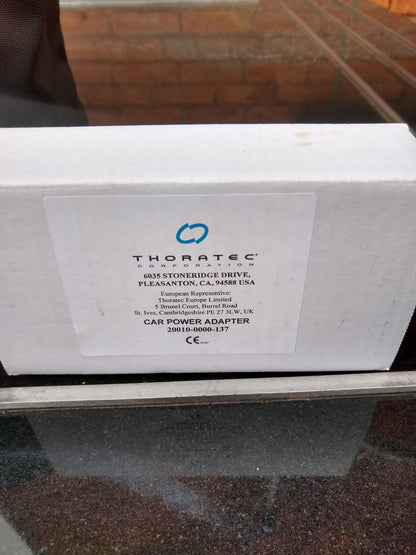 THORATEC
CORPORATION
6035 STONERIDGE DRIVE,
PLEASANTON, CA, 94588 USA
European Representive:
Thoratec Europe Limited
5 Brunel Court, Burrel Road
St. Ives, Cambridgeshire PE 27 3LW, UK
CAR POWER ADAPTER
20010-0000-137
CE